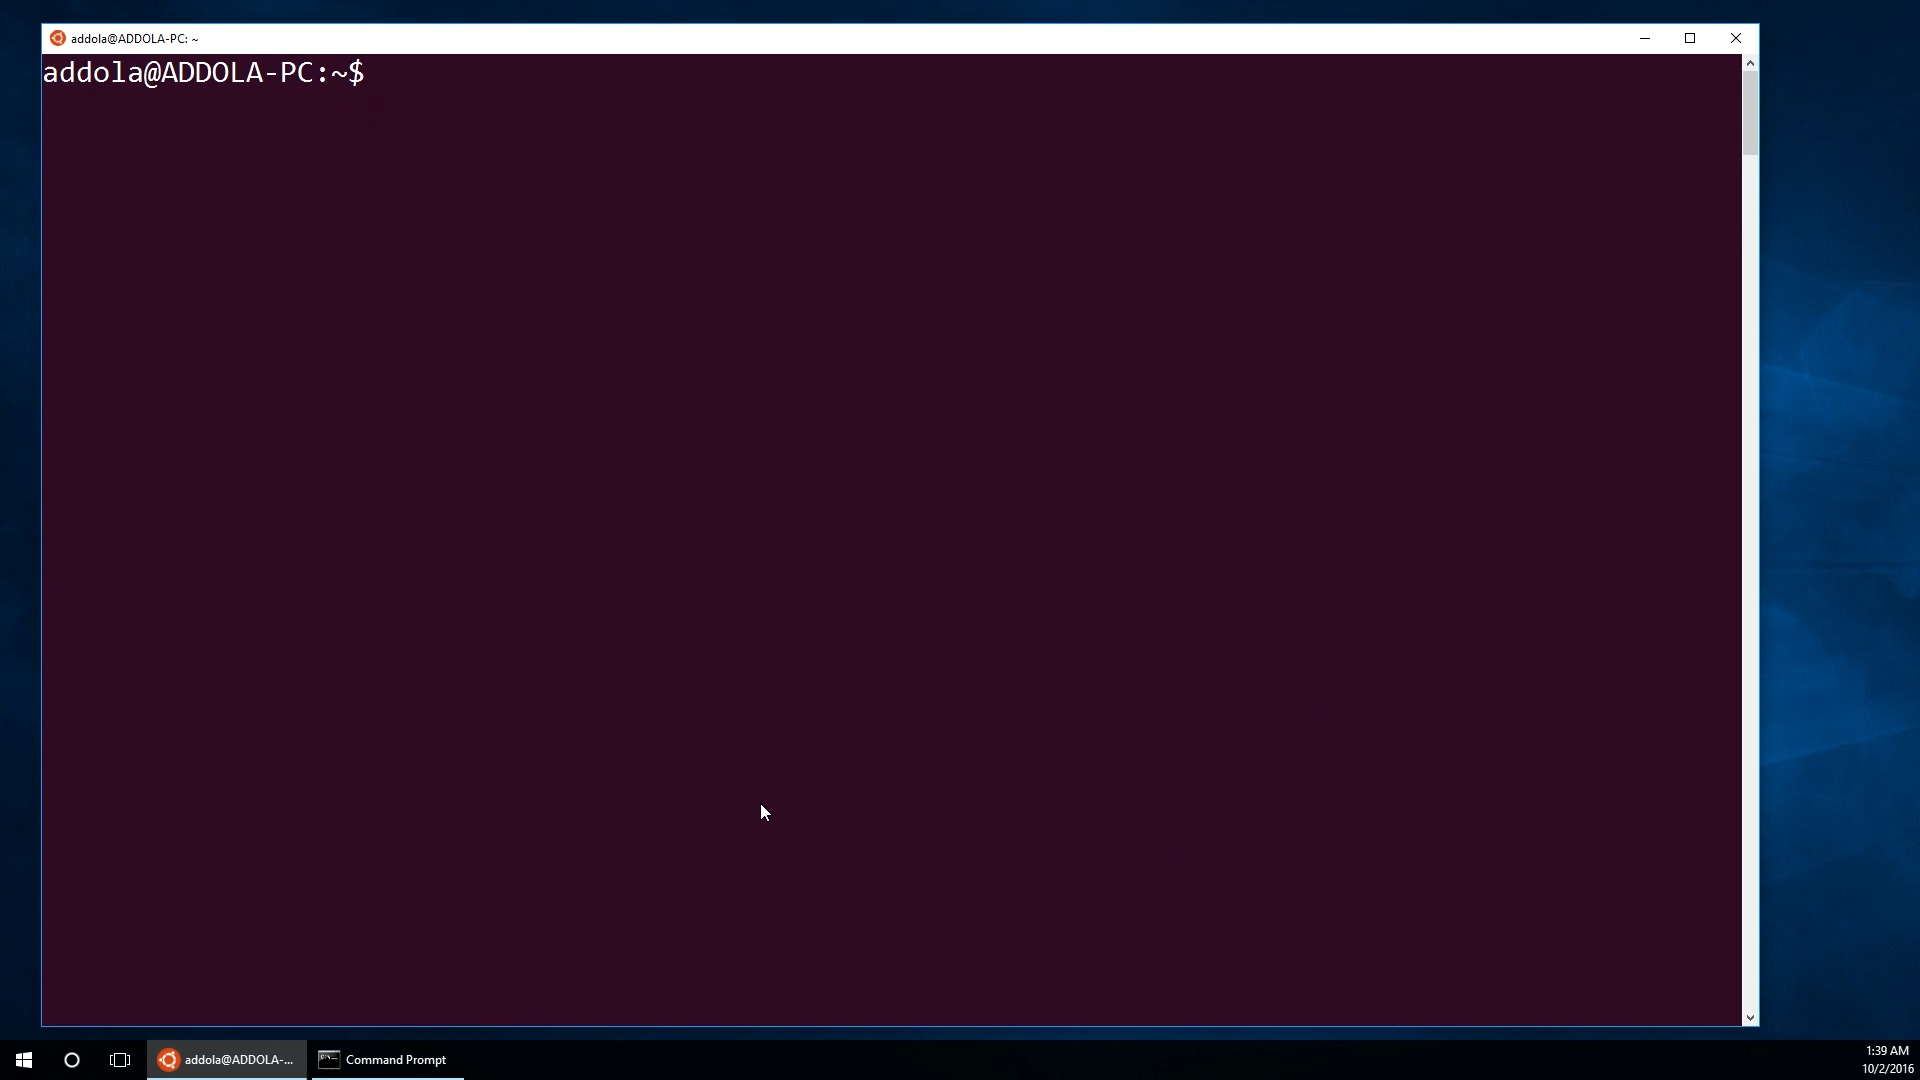 addola@ADDOLA-PC: ~
addola@ADDOLA-PC:~$
addola@ADDOLA-...
Command Prompt
1:39 AM
10/2/2016